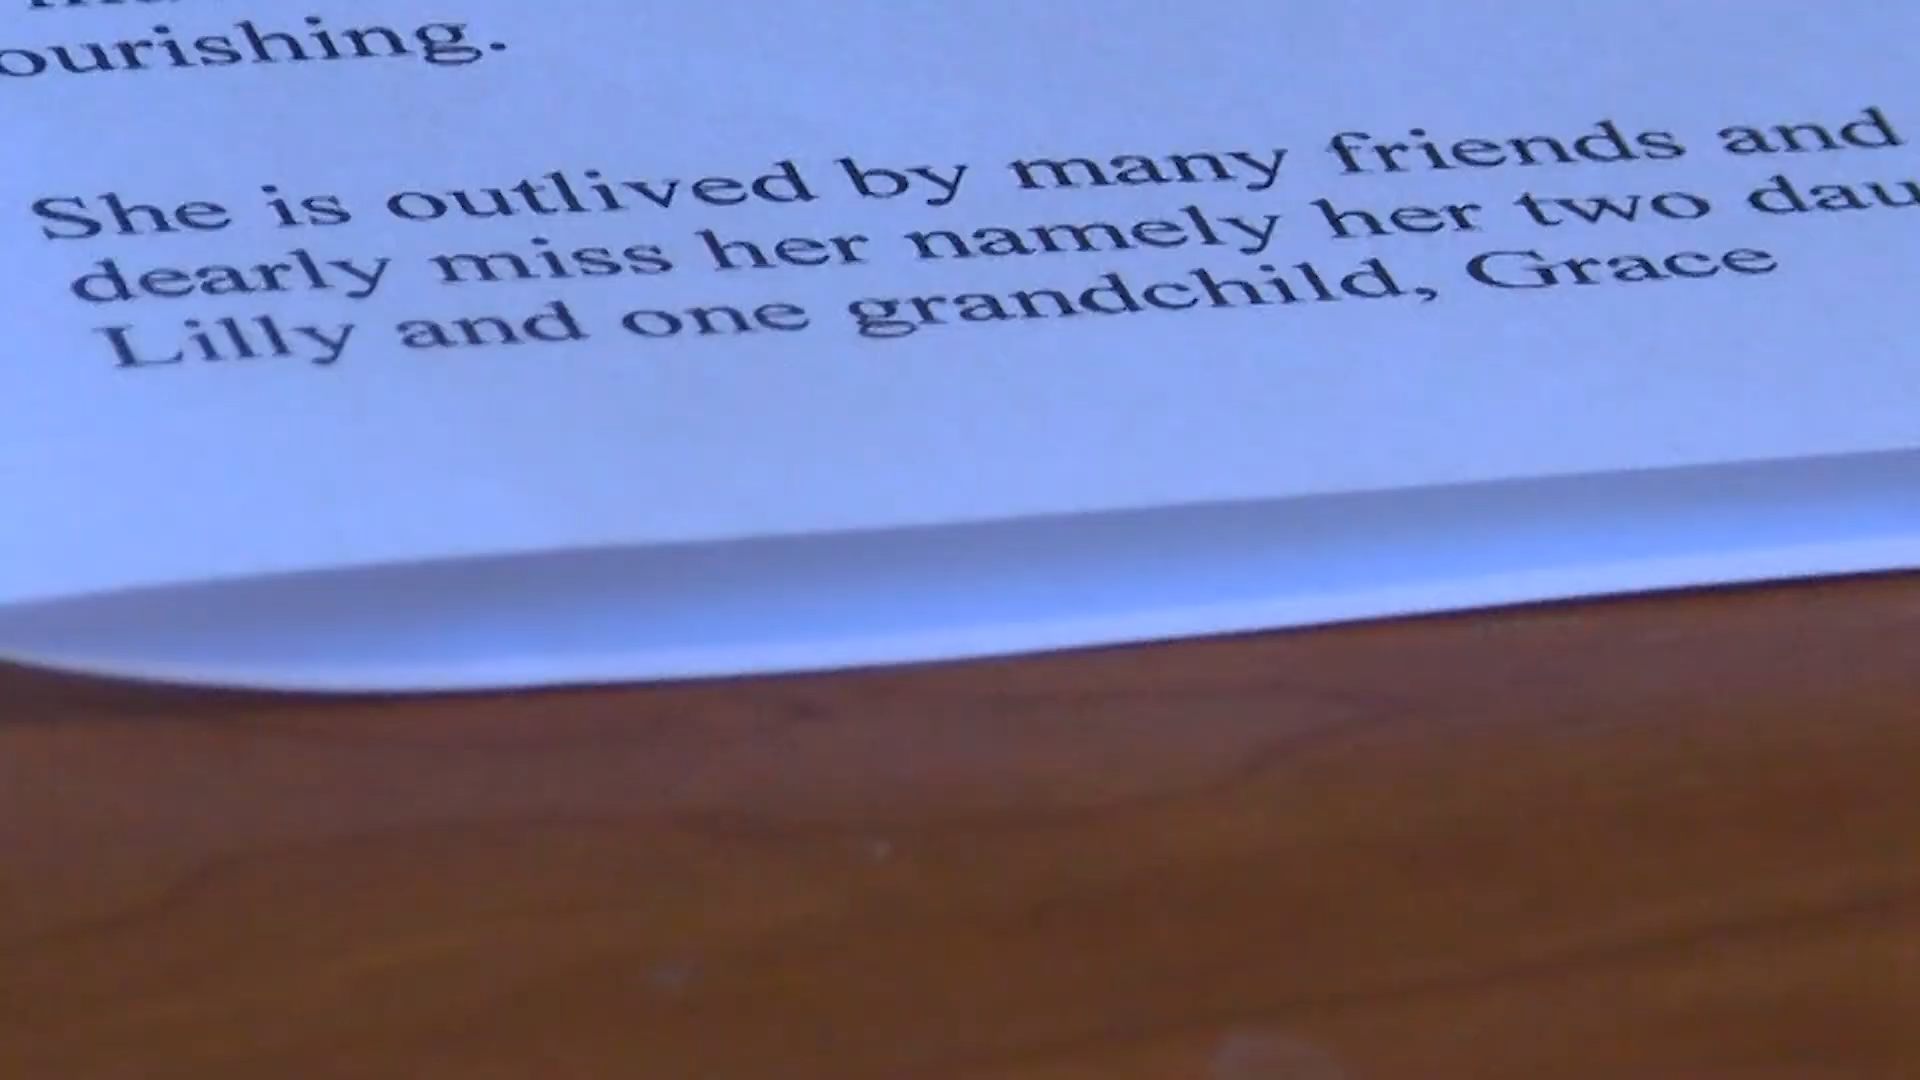 ourishing.
She is outlived by many friends and
dearly miss her namely her two dau
Lilly and one grandchild, Grace